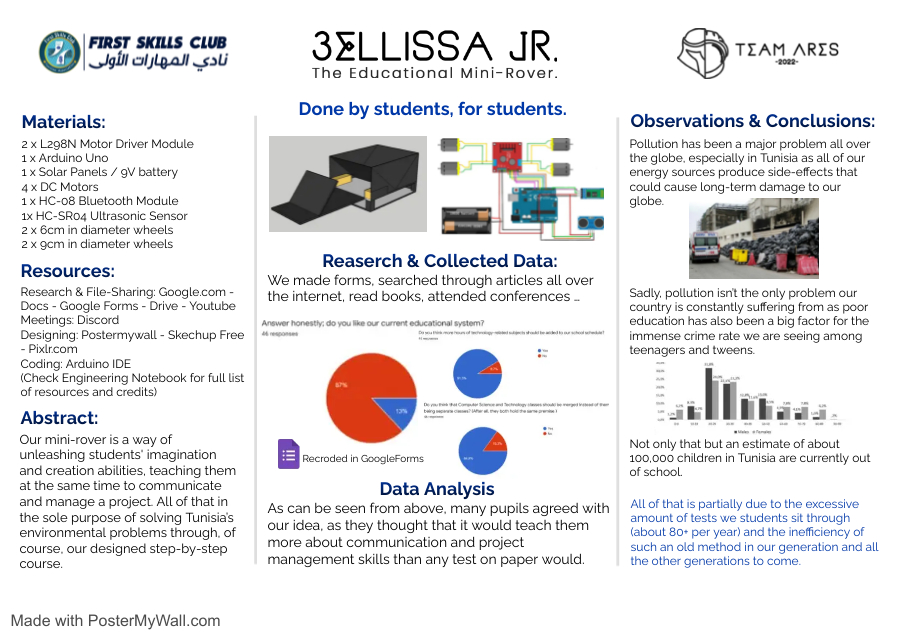 FIRST SKILLS CLUB
نادي المهارات الأولى
3ELLISSA JR.
The Educational Mini-Rover.
TEAM ARES
-2022-
Done by students, for students.
Materials:
2 x L298N Motor Driver Module
1 x Arduino Uno
1 x Solar Panels / 9V battery
4 x DC Motors
1 x HC-08 Bluetooth Module
1x HC-SR04 Ultrasonic Sensor
2 x 6cm in diameter wheels
2 x 9cm in diameter wheels
Resources:
Research & File-Sharing: Google.com -
Docs - Google Forms - Drive - Youtube
Meetings: Discord
Designing: Postermywall - Skechup Free
- Pixlr.com
Coding: Arduino IDE
(Check Engineering Notebook for full list
of resources and credits)
Abstract:
Our mini-rover is a way of
unleashing students' imagination
and creation abilities, teaching them
at the same time to communicate
and manage a project. All of that in
the sole purpose of solving Tunisia's
environmental problems through, of
course, our designed step-by-step
course.
Reaserch & Collected Data:
We made forms, searched through articles all over
the internet, read books, attended conferences ...
Answer honestly; do you like our current educational system?
46 responses
Do you think more hours of technology-related subjects should be added to our school schedule?
87%
13%
Yes
No
Do you think that Computer Science and Technology classes should be merged instead of their
being separate classes? (After all, they both hold the same premise.)
Yes
No
Recroded in GoogleForms
Data Analysis
As can be seen from above, many pupils agreed with
our idea, as they thought that it would teach them
more about communication and project
management skills than any test on paper would.
Observations & Conclusions:
Pollution has been a major problem all over
the globe, especially in Tunisia as all of our
energy sources produce side-effects that
could cause long-term damage to our
globe.
Sadly, pollution isn't the only problem our
country is constantly suffering from as poor
education has also been a big factor for the
immense crime rate we are seeing among
teenagers and tweens.
Males Females
Not only that but an estimate of about
100,000 children in Tunisia are currently out
of school.
All of that is partially due to the excessive
amount of tests we students sit through
(about 80+ per year) and the inefficiency of
such an old method in our generation and all
the other generations to come.
Made with PosterMyWall.com